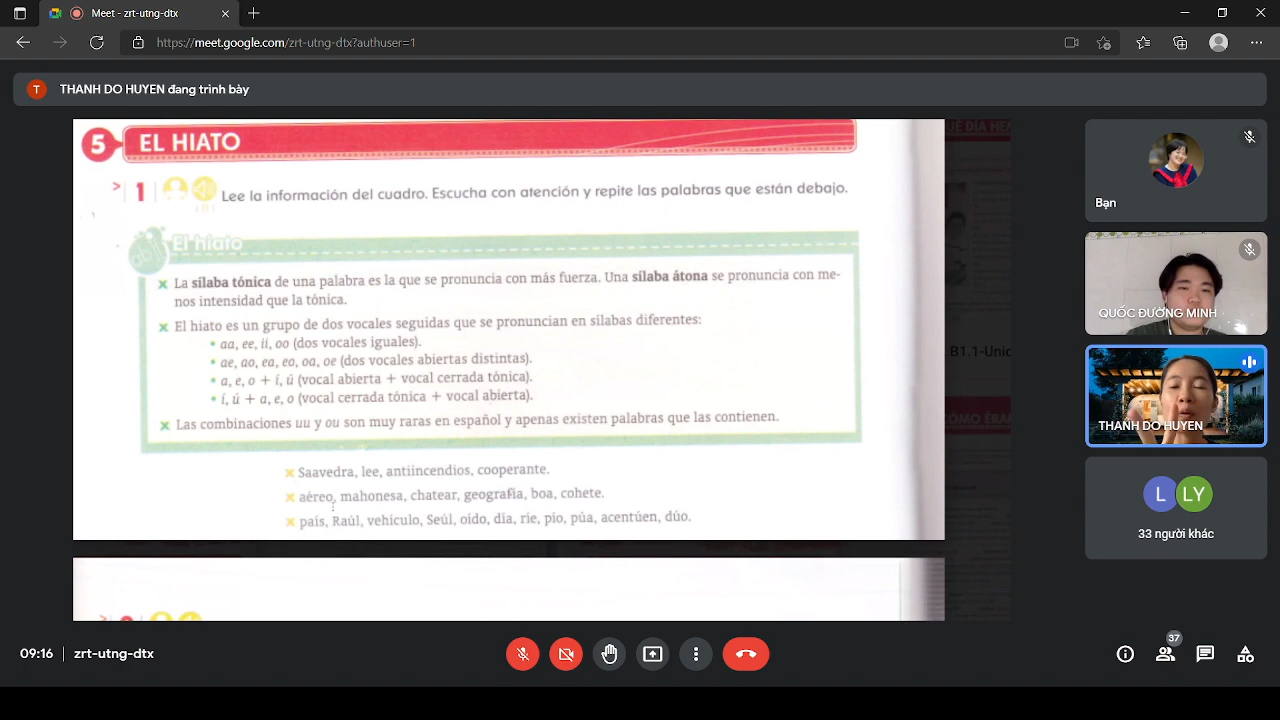 Meet - zrt-utng-dtx
https://meet.google.com/zrt-utng-dtx?authuser=1
T THANH DO HUYEN đang trình bày
5 EL HIATO
> 1 Lee la información del cuadro. Escucha con atención y repite las palabras que están debajo.
El hiato
× La sílaba tónica de una palabra es la que se pronuncia con más fuerza. Una sílaba átona se pronuncia con me-
nos intensidad que la tónica.
× El hiato es un grupo de dos vocales seguidas que se pronuncian en sílabas diferentes:
• aa, ee, ii, oo (dos vocales iguales).
• ae, ao, ea, eo, oa, oe (dos vocales abiertas distintas).
• a, e, o + í, ú (vocal abierta + vocal cerrada tónica).
• í, ú + a, e, o (vocal cerrada tónica + vocal abierta).
× Las combinaciones uu y ou son muy raras en español y apenas existen palabras que las contienen.
× Saavedra, lee, antiincendios, cooperante.
× aéreo, mahonesa, chatear, geografía, boa, cohete.
× país, Raúl, vehículo, Seúl, oído, día, ríe, pío, púa, acentúen, dúo.
B1.1-Unic
Bạn
QUỐC ĐƯỜNG MINH
THANH DO HUYEN
L LY
33 người khác
09:16 | zrt-utng-dtx
37